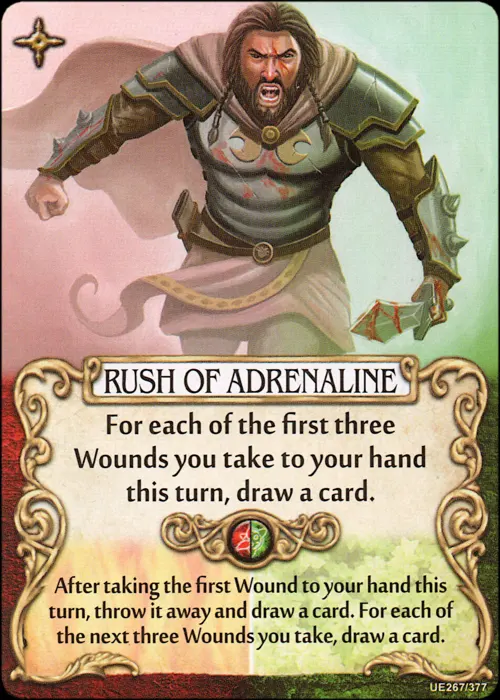 RUSH OF ADRENALINE
For each of the first three
Wounds you take to your hand
this turn, draw a card.
After taking the first Wound to your hand this
turn, throw it away and draw a card. For each of
the next three Wounds you take, draw a card.
UE267/377